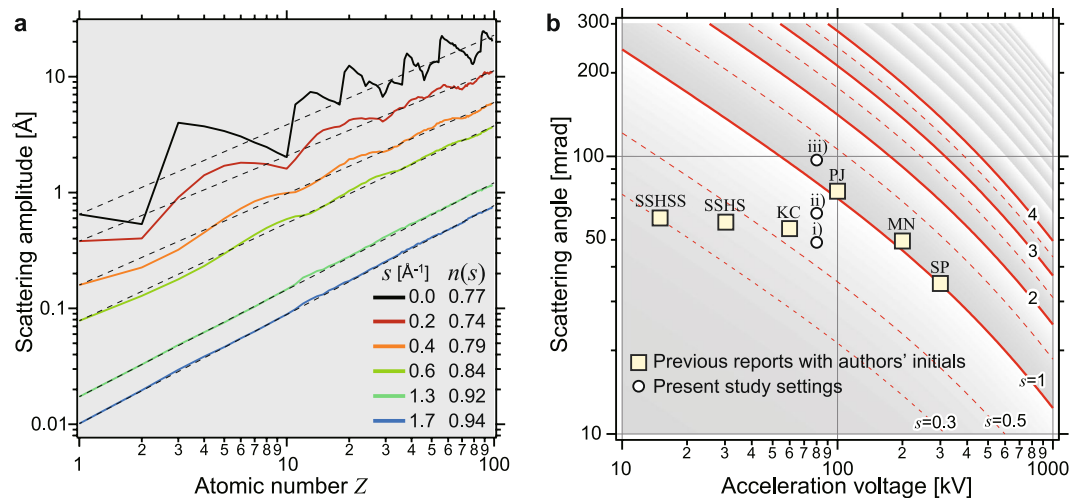 a
Scattering amplitude [Å]
10
1
0.1
0.01
s [Å⁻¹] n(s)
0.0 0.77
0.2 0.74
0.4 0.79
0.6 0.84
1.3 0.92
1.7 0.94
1 2 3 4 5 6 7 8 9 10 2 3 4 5 6 7 8 9 100
Atomic number Z
b
Scattering angle [mrad]
300
200
100
50
10
iii)
PJ
SSHSS SSHS KC ii)
i)
MN
SP
4
3
2
s=1
s=0.5
s=0.3
Previous reports with authors' initials
Present study settings
10 2 3 4 5 6 7 8 9 100 2 3 4 5 6 7 8 9 1000
Acceleration voltage [kV]